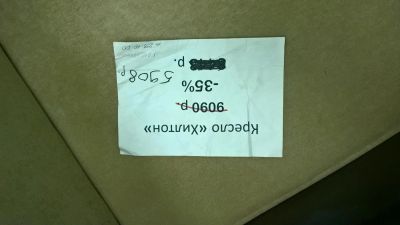 Кресло «Хилтон»
9090 р
-35%
р.
5908 р